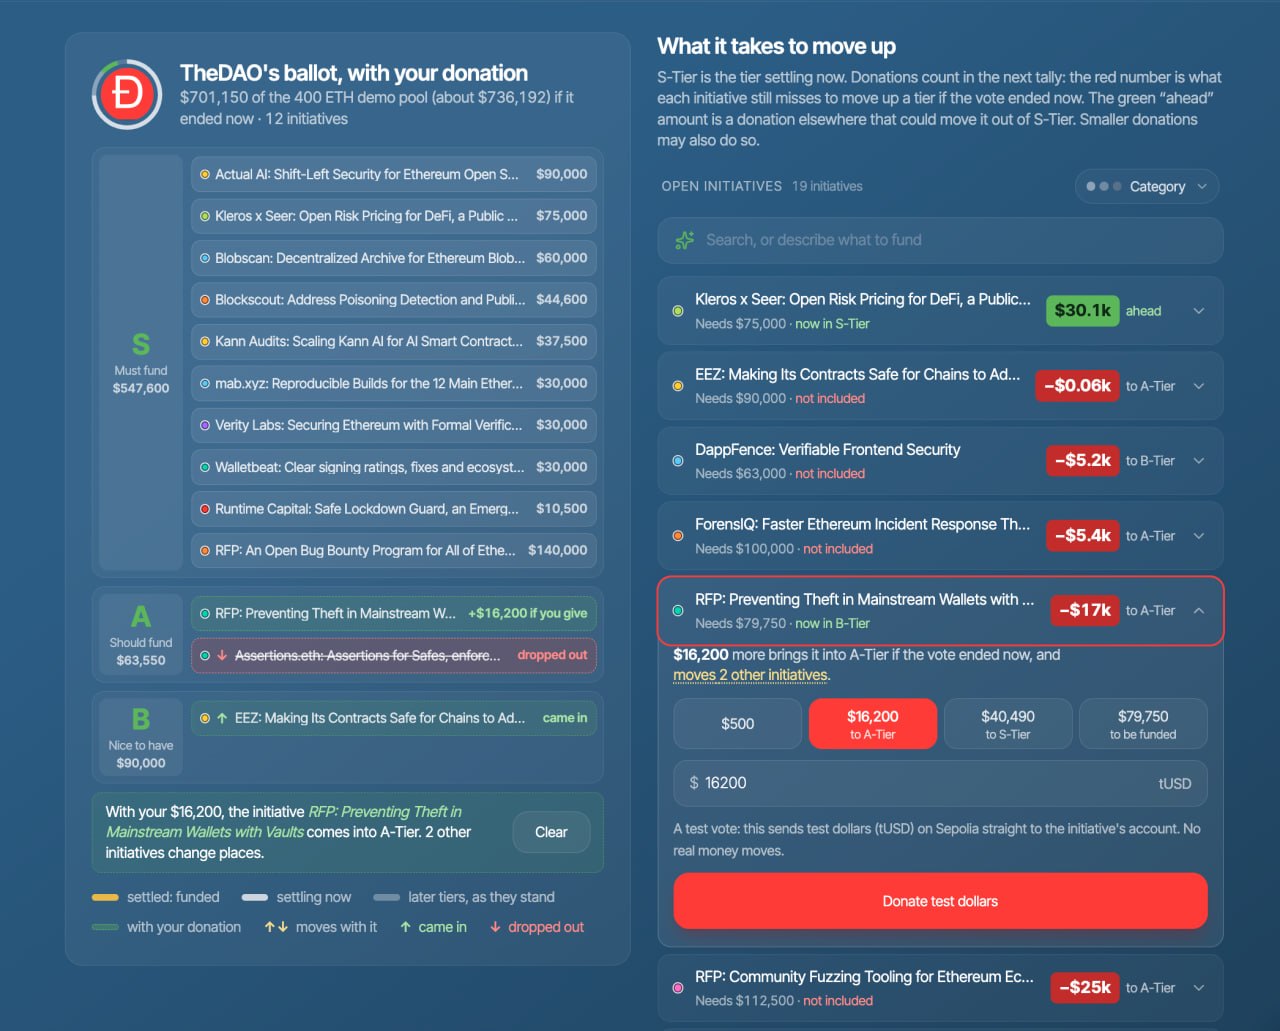 TheDAO's ballot, with your donation
$701,150 of the 400 ETH demo pool (about $736,192) if it
ended now · 12 initiatives
S
Must fund
$547,600
Actual AI: Shift-Left Security for Ethereum Open S... $90,000
Kleros x Seer: Open Risk Pricing for DeFi, a Public ... $75,000
Blobscan: Decentralized Archive for Ethereum Blob... $60,000
Blockscout: Address Poisoning Detection and Publi... $44,600
Kann Audits: Scaling Kann AI for AI Smart Contract... $37,500
mab.xyz: Reproducible Builds for the 12 Main Ether... $30,000
Verity Labs: Securing Ethereum with Formal Verific... $30,000
Walletbeat: Clear signing ratings, fixes and ecosyst... $30,000
Runtime Capital: Safe Lockdown Guard, an Emerg... $10,500
RFP: An Open Bug Bounty Program for All of Ethe... $140,000
A
Should fund
$63,550
RFP: Preventing Theft in Mainstream W... +$16,200 if you give
↓ Assertions.eth: Assertions for Safes, enforc... dropped out
B
Nice to have
$90,000
↑ EEZ: Making Its Contracts Safe for Chains to Ad... came in
With your $16,200, the initiative RFP: Preventing Theft in
Mainstream Wallets with Vaults comes into A-Tier. 2 other
initiatives change places.
Clear
settled: funded settling now later tiers, as they stand
with your donation ↑↓ moves with it ↑ came in ↓ dropped out
What it takes to move up
S-Tier is the tier settling now. Donations count in the next tally: the red number is what
each initiative still misses to move up a tier if the vote ended now. The green “ahead”
amount is a donation elsewhere that could move it out of S-Tier. Smaller donations
may also do so.
OPEN INITIATIVES 19 initiatives
Category
Search, or describe what to fund
Kleros x Seer: Open Risk Pricing for DeFi, a Public...
Needs $75,000 · now in S-Tier
$30.1k ahead
EEZ: Making Its Contracts Safe for Chains to Ad...
Needs $90,000 · not included
−$0.06k to A-Tier
DappFence: Verifiable Frontend Security
Needs $63,000 · not included
−$5.2k to B-Tier
ForensIQ: Faster Ethereum Incident Response Th...
Needs $100,000 · not included
−$5.4k to A-Tier
RFP: Preventing Theft in Mainstream Wallets with ...
Needs $79,750 · now in B-Tier
−$17k to A-Tier
$16,200 more brings it into A-Tier if the vote ended now, and
moves 2 other initiatives.
$500
$16,200
to A-Tier
$40,490
to S-Tier
$79,750
to be funded
$ 16200 tUSD
A test vote: this sends test dollars (tUSD) on Sepolia straight to the initiative's account. No
real money moves.
Donate test dollars
RFP: Community Fuzzing Tooling for Ethereum Ec...
Needs $112,500 · not included
−$25k to A-Tier